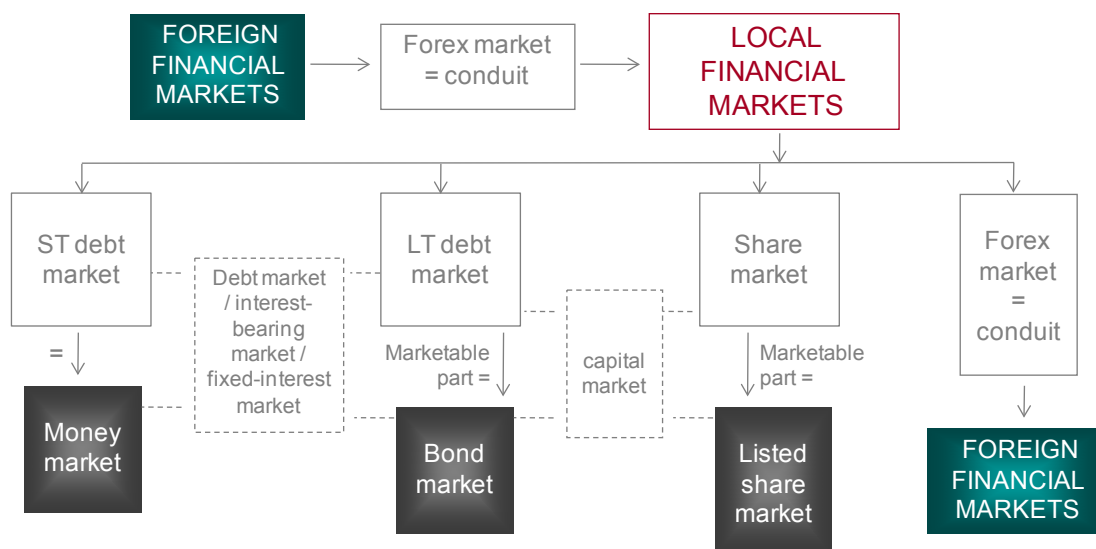 FOREIGN
FINANCIAL
MARKETS
Forex market
= conduit
LOCAL
FINANCIAL
MARKETS
ST debt
market
LT debt
market
Share
market
Forex
market
=
conduit
Debt market
/ interest-
bearing
market /
fixed-interest
market
capital
market
=
Marketable
part =
Marketable
part =
Money
market
Bond
market
Listed
share
market
FOREIGN
FINANCIAL
MARKETS